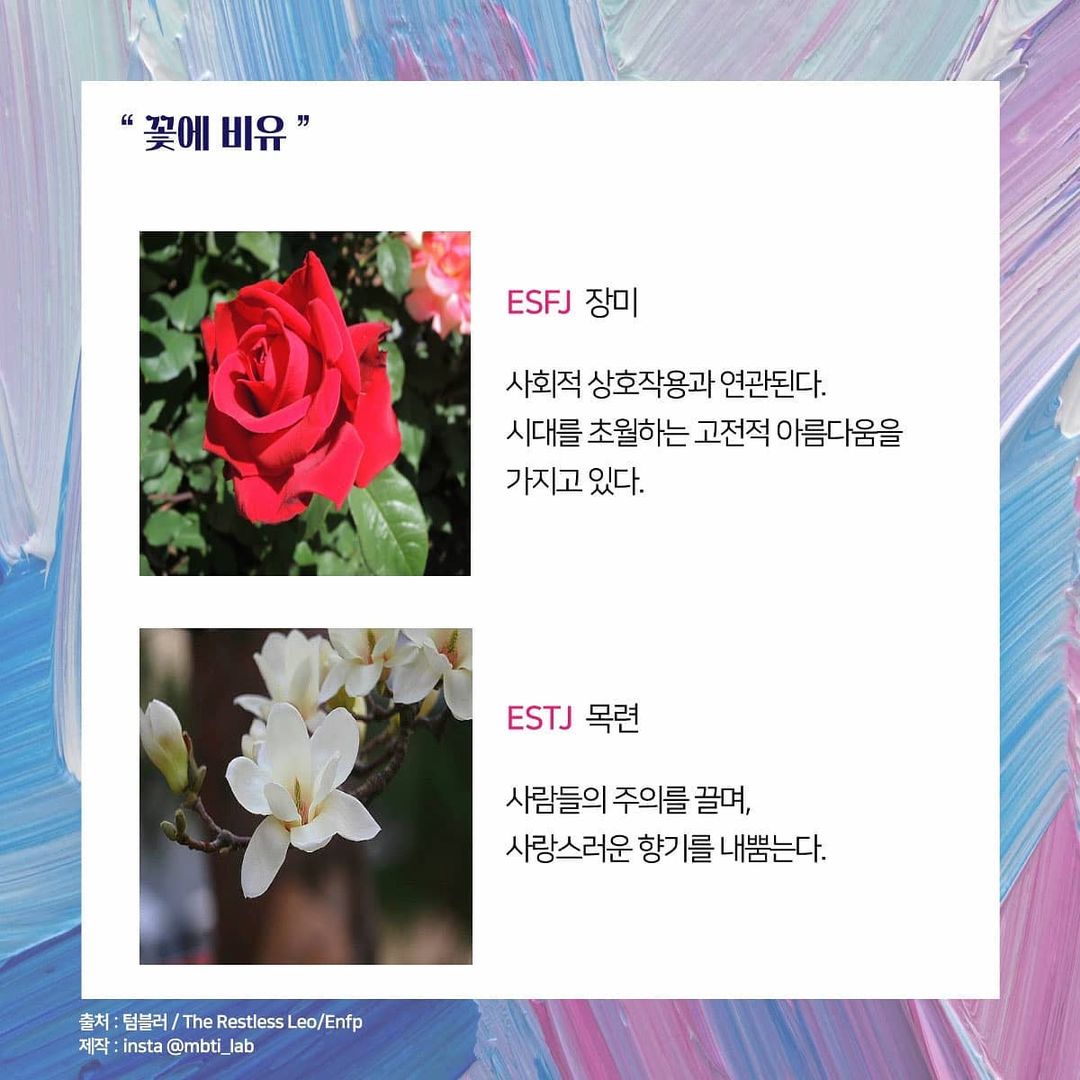 “ 꽃에 비유 ”
ESFJ 장미
사회적 상호작용과 연관된다.
시대를 초월하는 고전적 아름다움을
가지고 있다.
ESTJ 목련
사람들의 주의를 끌며,
사랑스러운 향기를 내뿜는다.
출처 : 텀블러 / The Restless Leo/Enfp
제작 : insta @mbti_lab